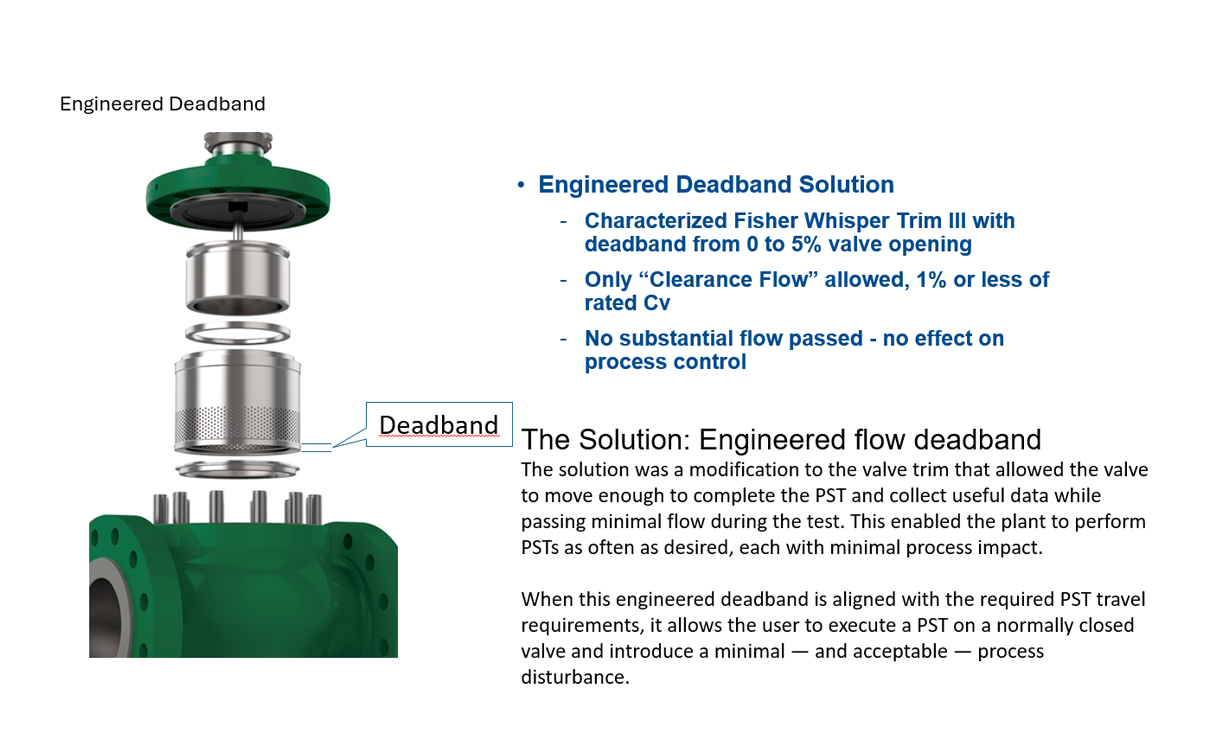 Engineered Deadband
• Engineered Deadband Solution
- Characterized Fisher Whisper Trim III with
deadband from 0 to 5% valve opening
- Only “Clearance Flow” allowed, 1% or less of
rated Cv
- No substantial flow passed - no effect on
process control
Deadband
The Solution: Engineered flow deadband
The solution was a modification to the valve trim that allowed the valve
to move enough to complete the PST and collect useful data while
passing minimal flow during the test. This enabled the plant to perform
PSTs as often as desired, each with minimal process impact.
When this engineered deadband is aligned with the required PST travel
requirements, it allows the user to execute a PST on a normally closed
valve and introduce a minimal — and acceptable — process
disturbance.